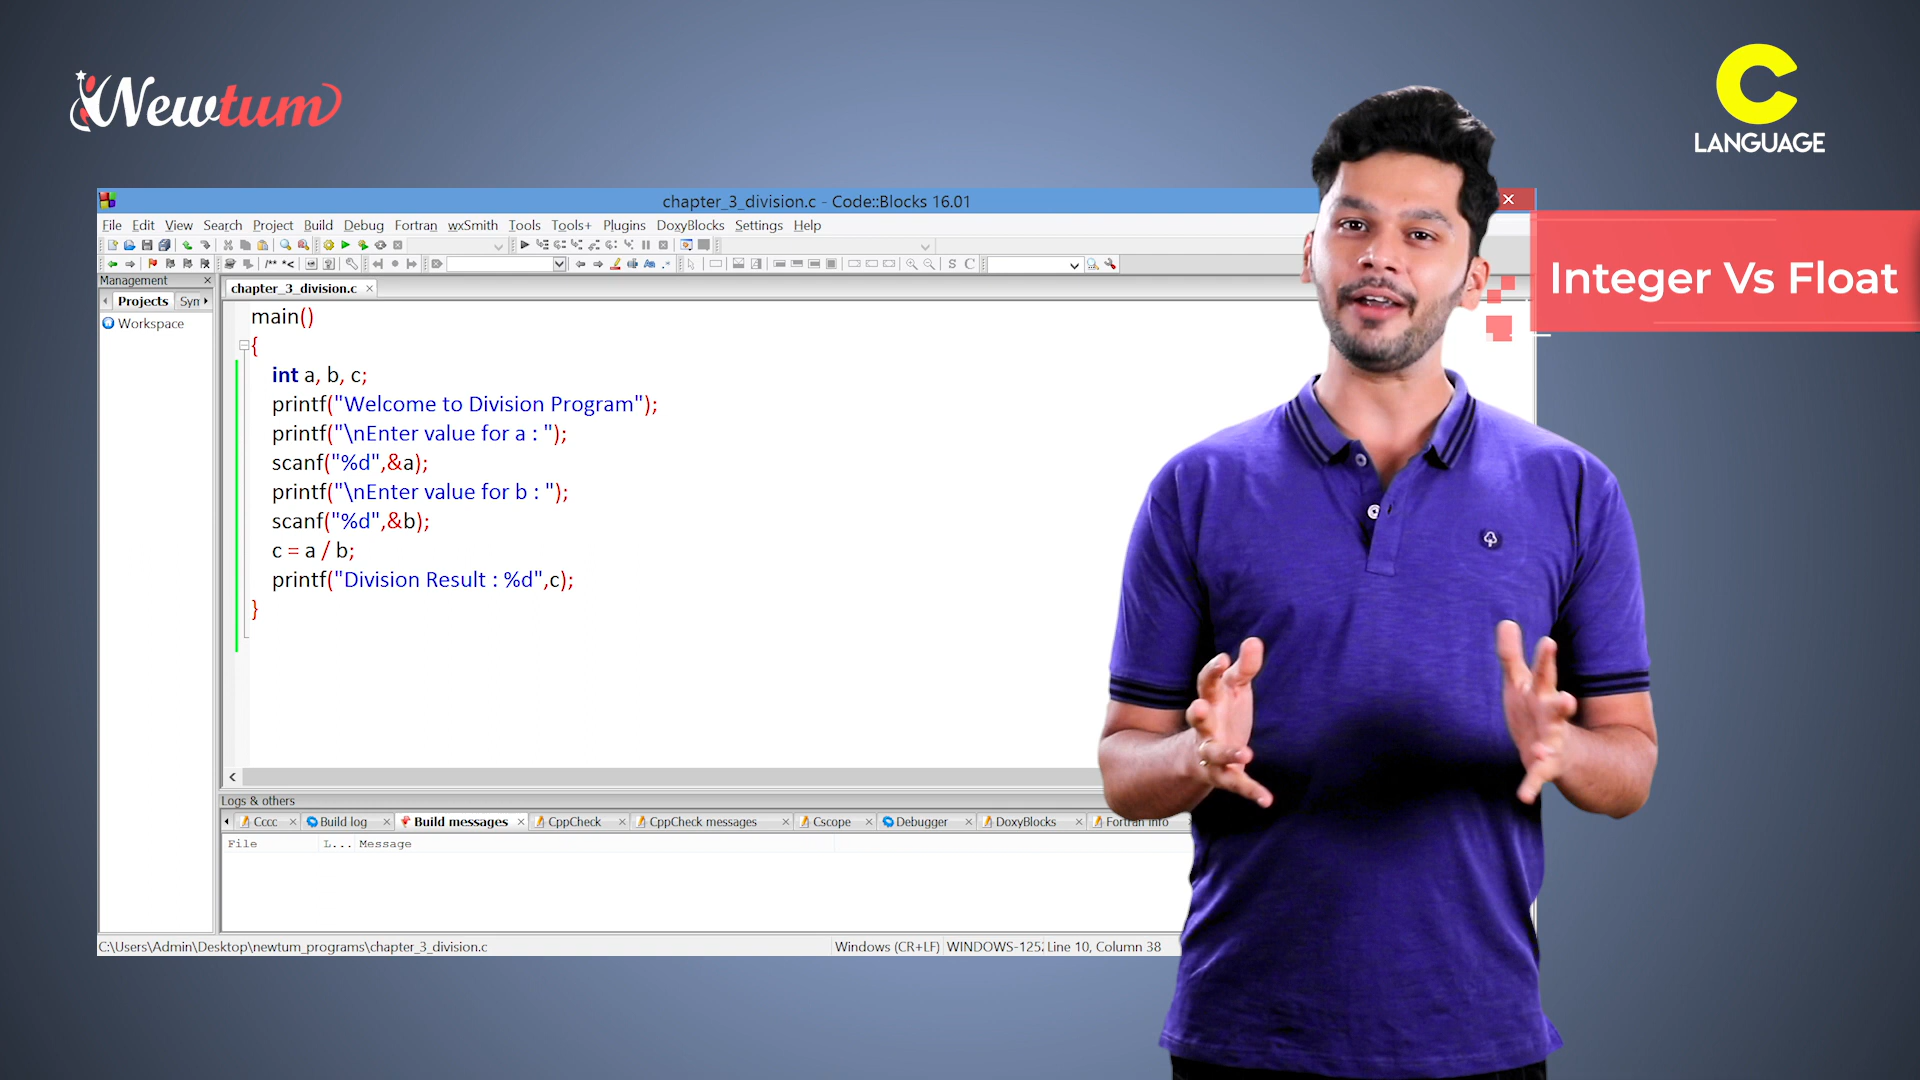 Newtum
C
LANGUAGE
chapter_3_division.c - Code::Blocks 16.01
File Edit View Search Project Build Debug Fortran wxSmith Tools Tools+ Plugins DoxyBlocks Settings Help
Integer Vs Float
Management
chapter_3_division.c
Projects
Workspace
main()
{
int a, b, c;
printf("Welcome to Division Program");
printf("\nEnter value for a : ");
scanf("%d",&a);
printf("\nEnter value for b : ");
scanf("%d",&b);
c = a / b;
printf("Division Result : %d",c);
}
Logs & others
Cccc Build log Build messages CppCheck CppCheck messages Cscope Debugger DoxyBlocks Fortran info
File L... Message
C:\Users\Admin\Desktop\newtum_programs\chapter_3_division.c Windows (CR+LF) Line 10, Column 38